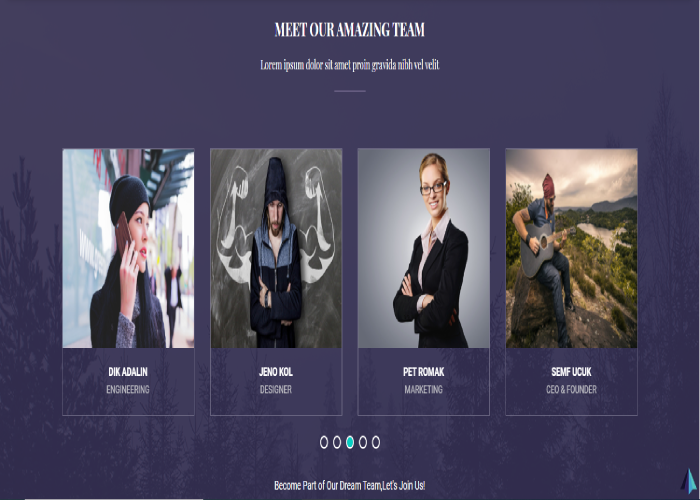 MEET OUR AMAZING TEAM
Lorem ipsum dolor sit amet proin gravida nibh vel velit
DIK ADALIN
ENGINEERING
JENO KOL
DESIGNER
PET ROMAK
MARKETING
SEMF UCUK
CEO & FOUNDER
Become Part of Our Dream Team,Let's Join Us!